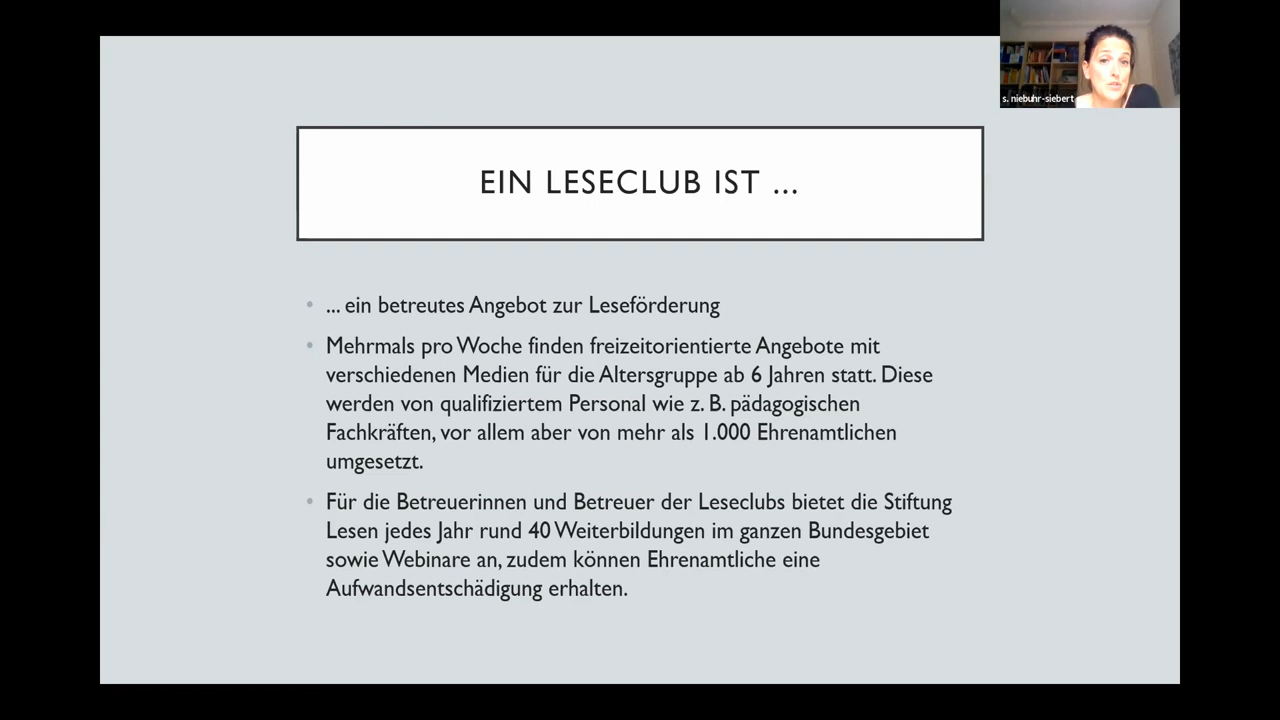 s. niebuhr-siebert
EIN LESECLUB IST ...
• ... ein betreutes Angebot zur Leseförderung
• Mehrmals pro Woche finden freizeitorientierte Angebote mit
verschiedenen Medien für die Altersgruppe ab 6 Jahren statt. Diese
werden von qualifiziertem Personal wie z. B. pädagogischen
Fachkräften, vor allem aber von mehr als 1.000 Ehrenamtlichen
umgesetzt.
• Für die Betreuerinnen und Betreuer der Leseclubs bietet die Stiftung
Lesen jedes Jahr rund 40 Weiterbildungen im ganzen Bundesgebiet
sowie Webinare an, zudem können Ehrenamtliche eine
Aufwandsentschädigung erhalten.